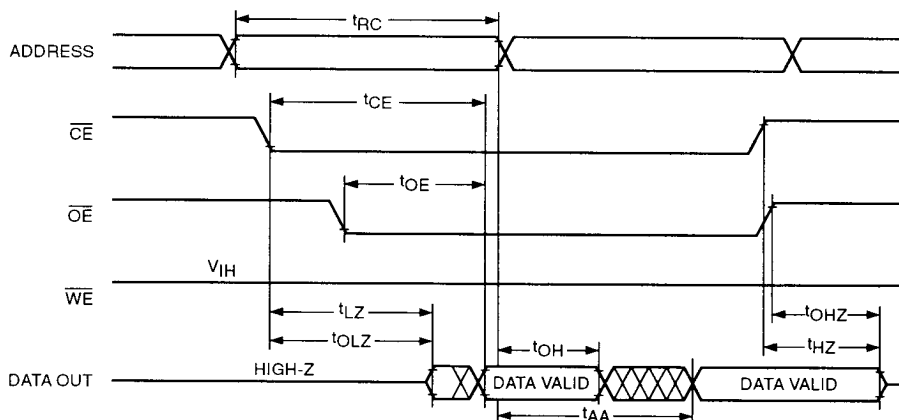 tRC
ADDRESS
tCE
CE
tOE
OE
VIH
WE
tLZ
tOHZ
tOLZ
tOH
tHZ
HIGH-Z
DATA OUT
DATA VALID
DATA VALID
tAA